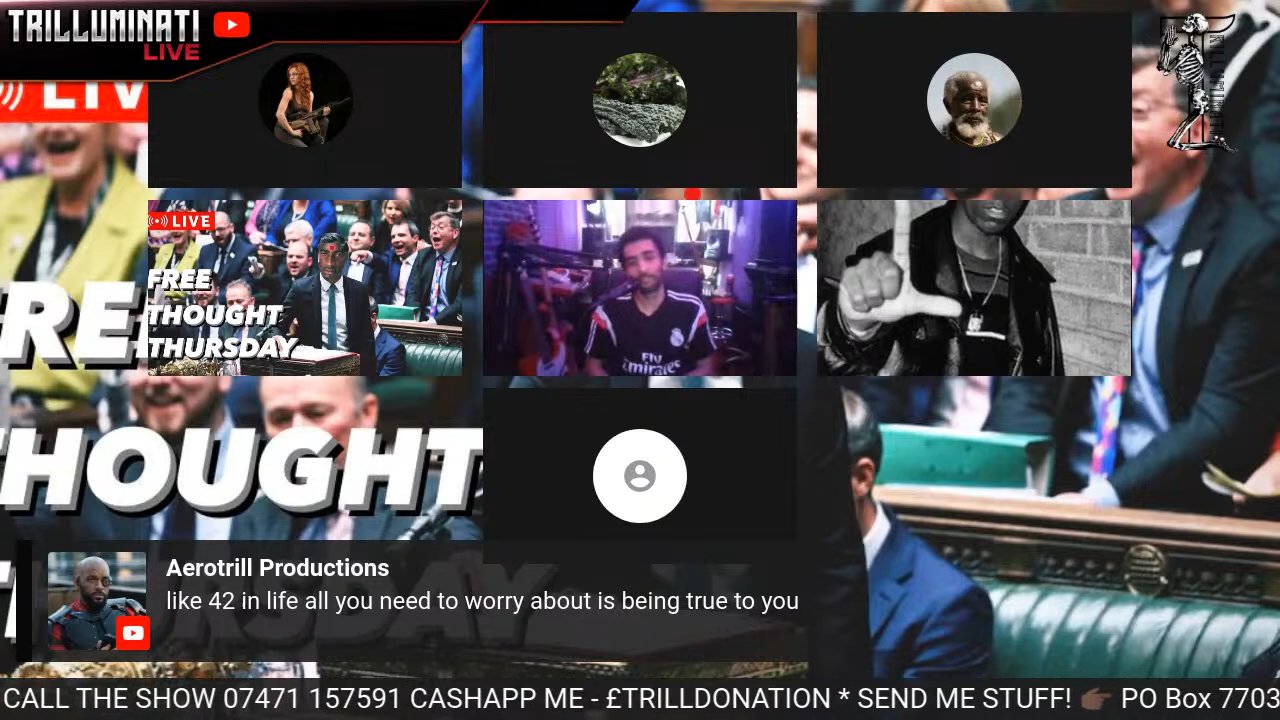 TRILLUMINATI
LIVE
LIV
LIVE
FREE
THOUGHT
THURSDAY
Fly
Emirates
RE
THOUGHT
Aerotrill Productions
like 42 in life all you need to worry about is being true to you
CALL THE SHOW 07471 157591 CASHAPP ME - £TRILLDONATION * SEND ME STUFF! 👉🏾 PO Box 7703